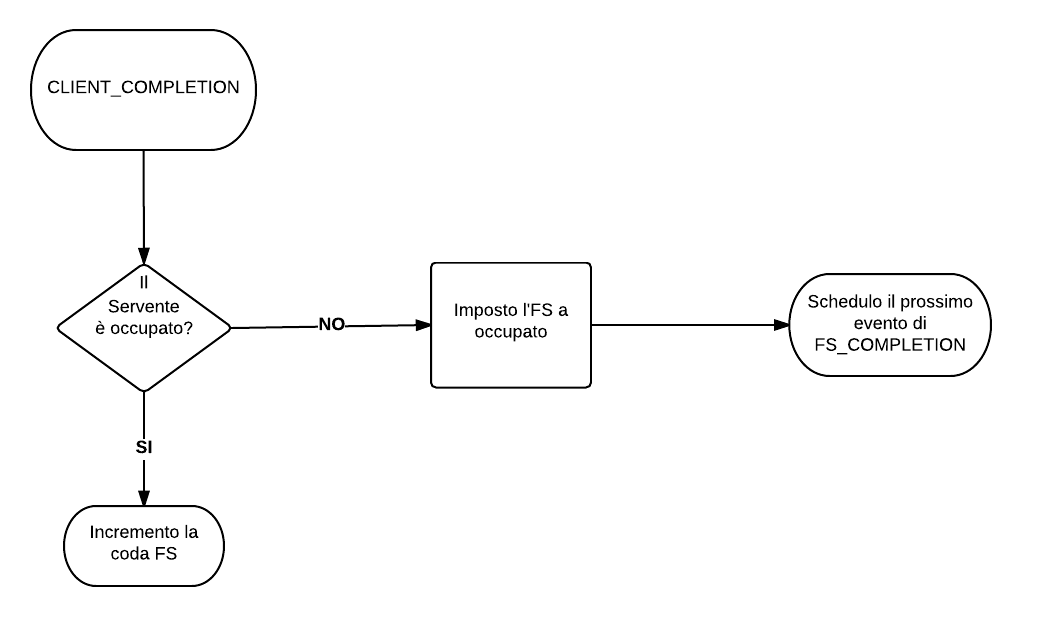 CLIENT_COMPLETION
Il
Servente
è occupato?
NO
Imposto l'FS a
occupato
Schedulo il prossimo
evento di
FS_COMPLETION
SI
Incremento la
coda FS